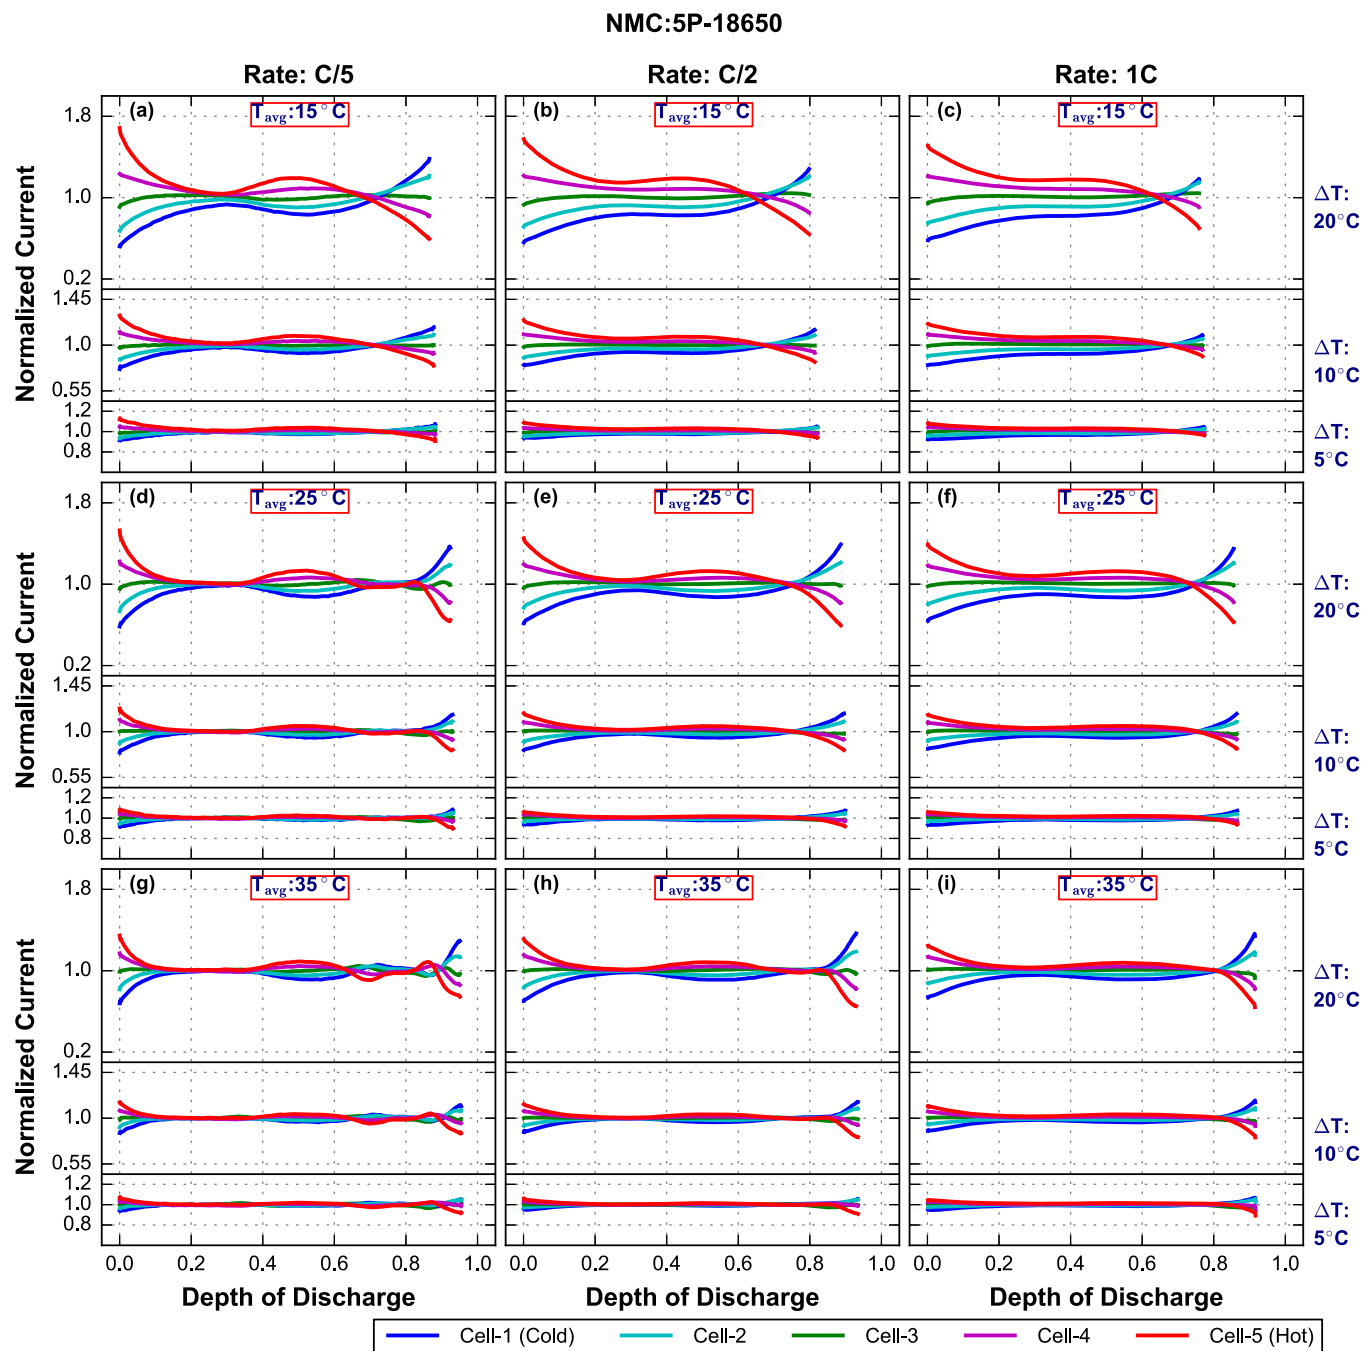 NMC:5P-18650
Rate: C/5 Rate: C/2 Rate: 1C
(a) Tavg:15°C (b) Tavg:15°C (c) Tavg:15°C
1.8
1.0
0.2
Normalized Current
ΔT:
20°C
1.45
1.0
0.55
ΔT:
10°C
1.2
1.0
0.8
ΔT:
5°C
(d) Tavg:25°C (e) Tavg:25°C (f) Tavg:25°C
1.8
1.0
0.2
Normalized Current
ΔT:
20°C
1.45
1.0
0.55
ΔT:
10°C
1.2
1.0
0.8
ΔT:
5°C
(g) Tavg:35°C (h) Tavg:35°C (i) Tavg:35°C
1.8
1.0
0.2
Normalized Current
ΔT:
20°C
1.45
1.0
0.55
ΔT:
10°C
1.2
1.0
0.8
ΔT:
5°C
0.0 0.2 0.4 0.6 0.8 1.0 0.0 0.2 0.4 0.6 0.8 1.0 0.0 0.2 0.4 0.6 0.8 1.0
Depth of Discharge Depth of Discharge Depth of Discharge
Cell-1 (Cold) Cell-2 Cell-3 Cell-4 Cell-5 (Hot)